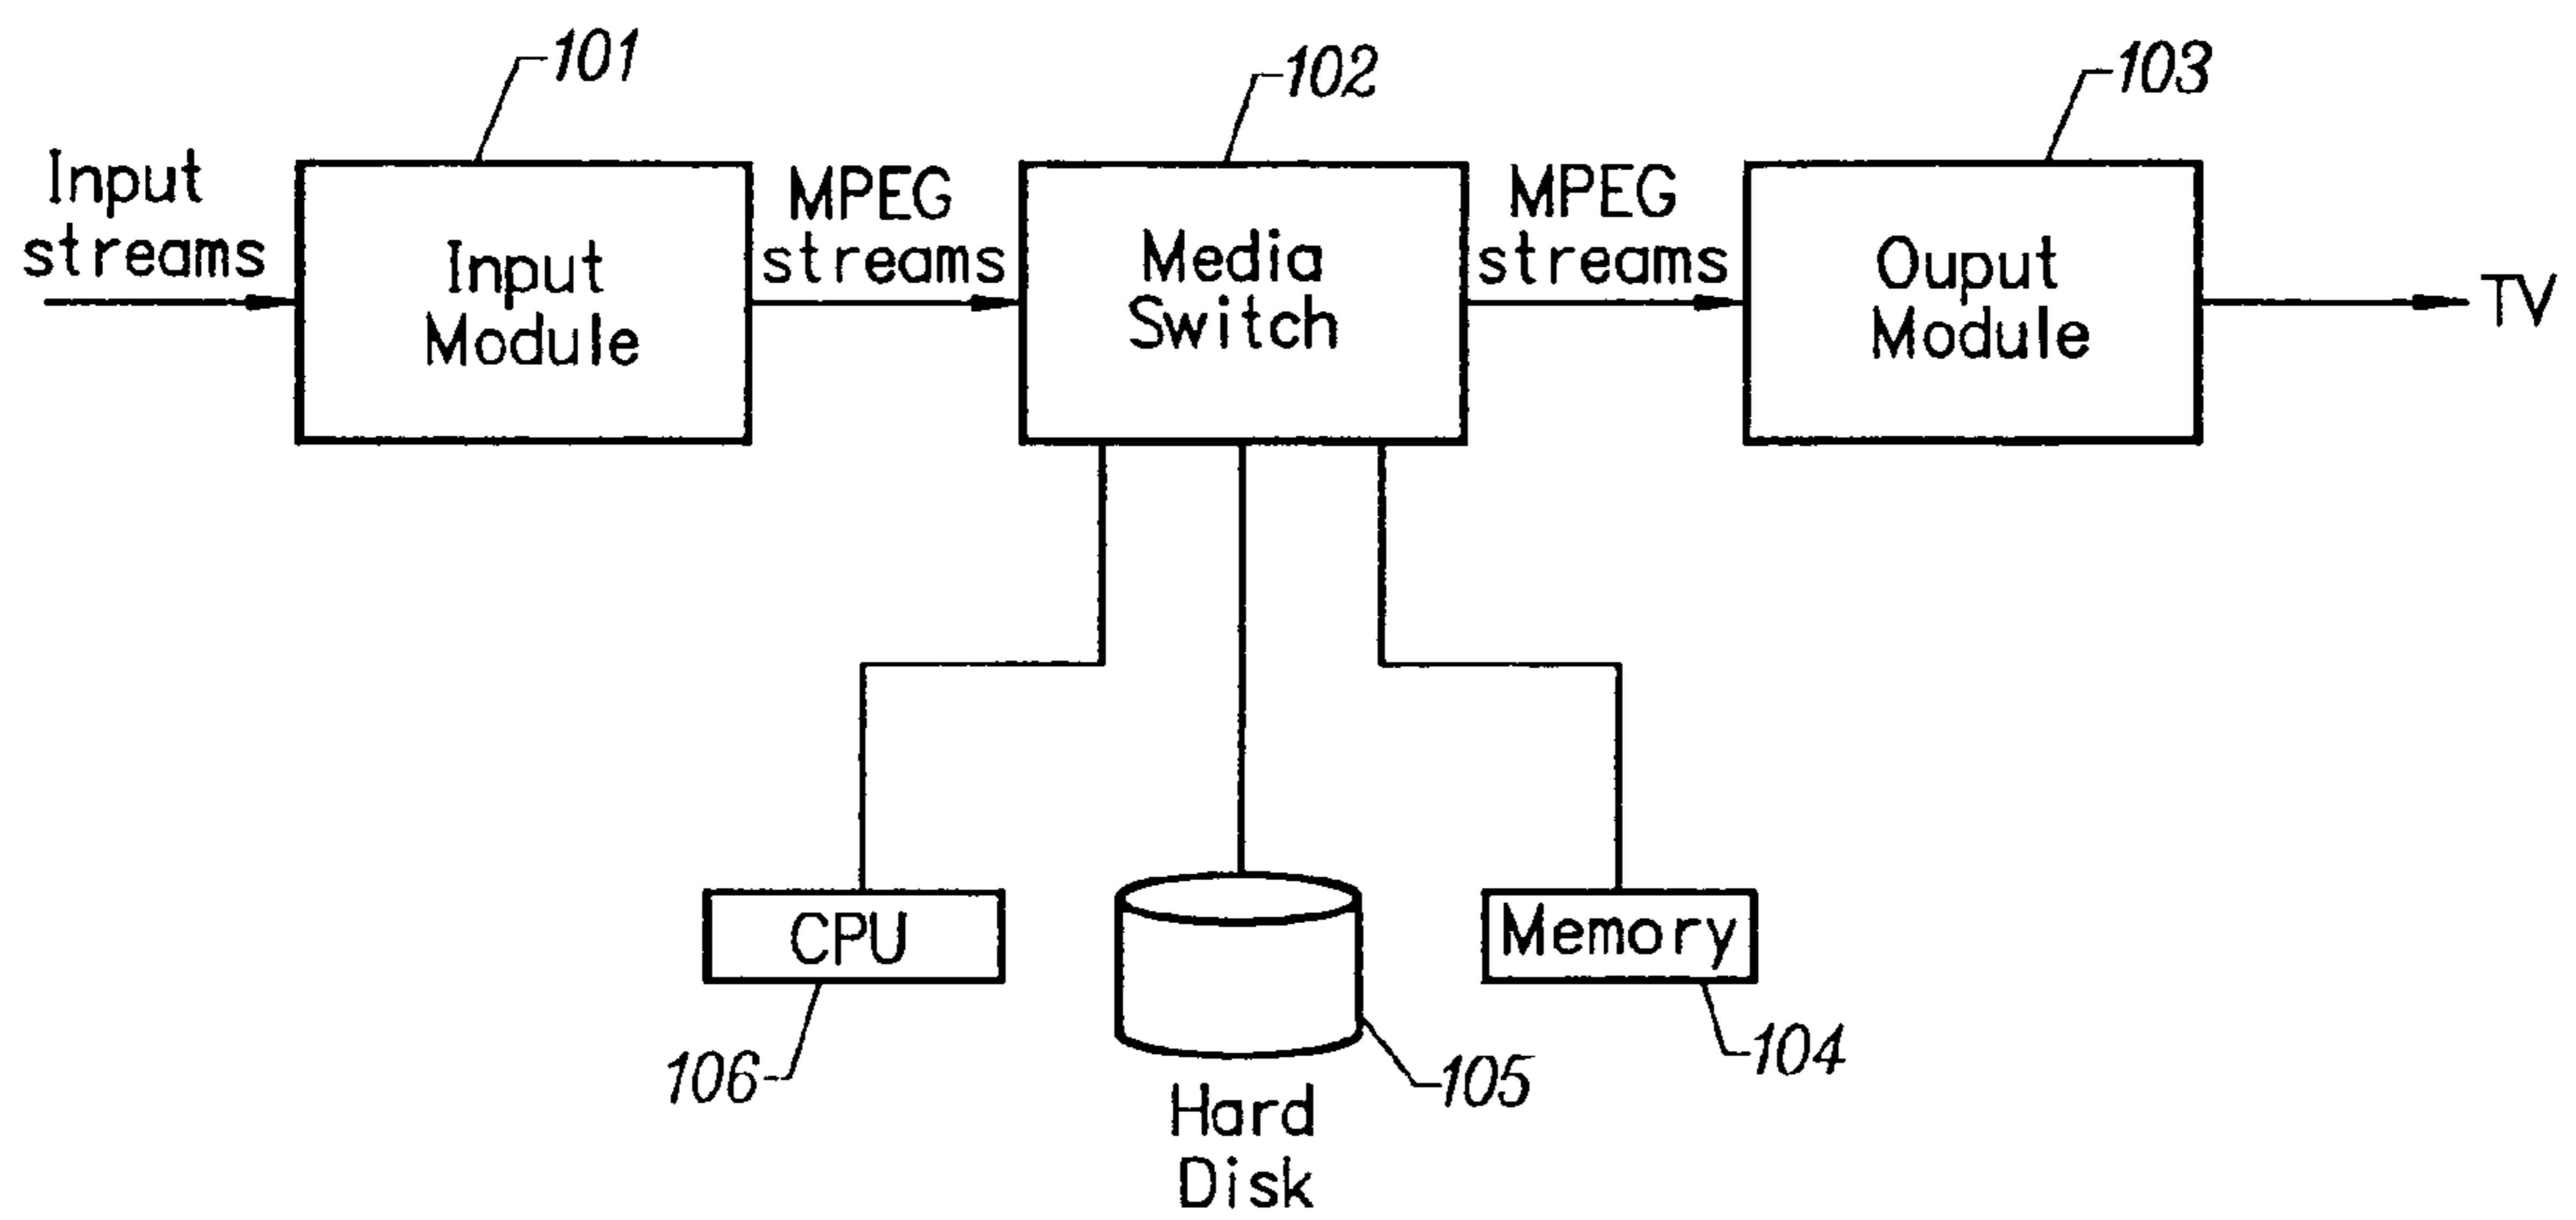 101
102
103
Input
streams
Input
Module
MPEG
streams
Media
Switch
MPEG
streams
Ouput
Module
TV
CPU
106
Hard
Disk
105
Memory
104